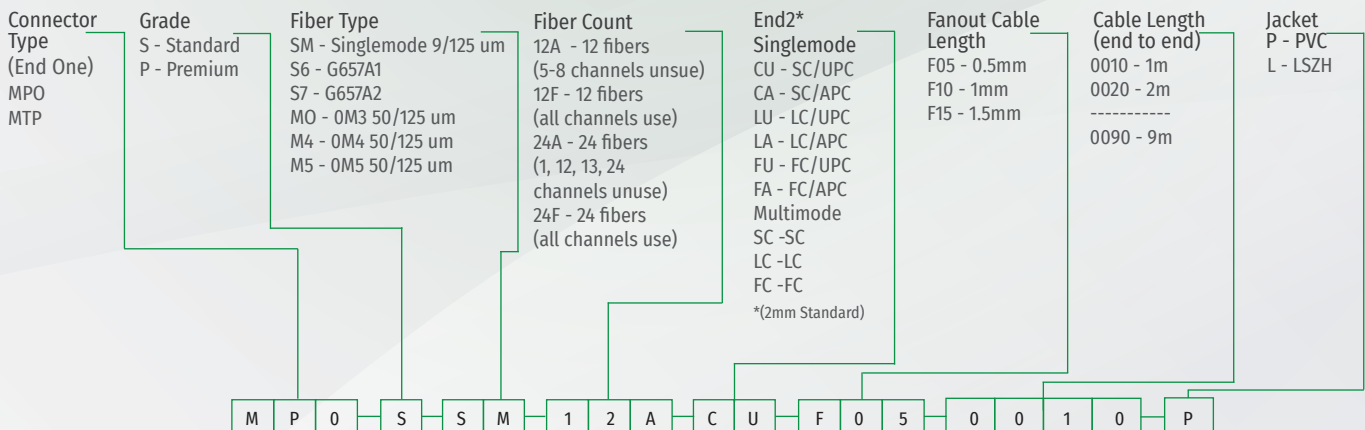 Connector
Type
(End One)
MPO
MTP
Grade
S - Standard
P - Premium
Fiber Type
SM - Singlemode 9/125 um
S6 - G657A1
S7 - G657A2
MO - 0M3 50/125 um
M4 - 0M4 50/125 um
M5 - 0M5 50/125 um
Fiber Count
12A - 12 fibers
(5-8 channels unsue)
12F - 12 fibers
(all channels use)
24A - 24 fibers
(1, 12, 13, 24
channels unuse)
24F - 24 fibers
(all channels use)
End2*
Singlemode
CU - SC/UPC
CA - SC/APC
LU - LC/UPC
LA - LC/APC
FU - FC/UPC
FA - FC/APC
Multimode
SC -SC
LC -LC
FC -FC
*(2mm Standard)
Fanout Cable
Length
F05 - 0.5mm
F10 - 1mm
F15 - 1.5mm
Cable Length
(end to end)
0010 - 1m
0020 - 2m
-----------
0090 - 9m
Jacket
P - PVC
L - LSZH
M P 0 S S M 1 2 A C U F 0 5 0 0 1 0 P